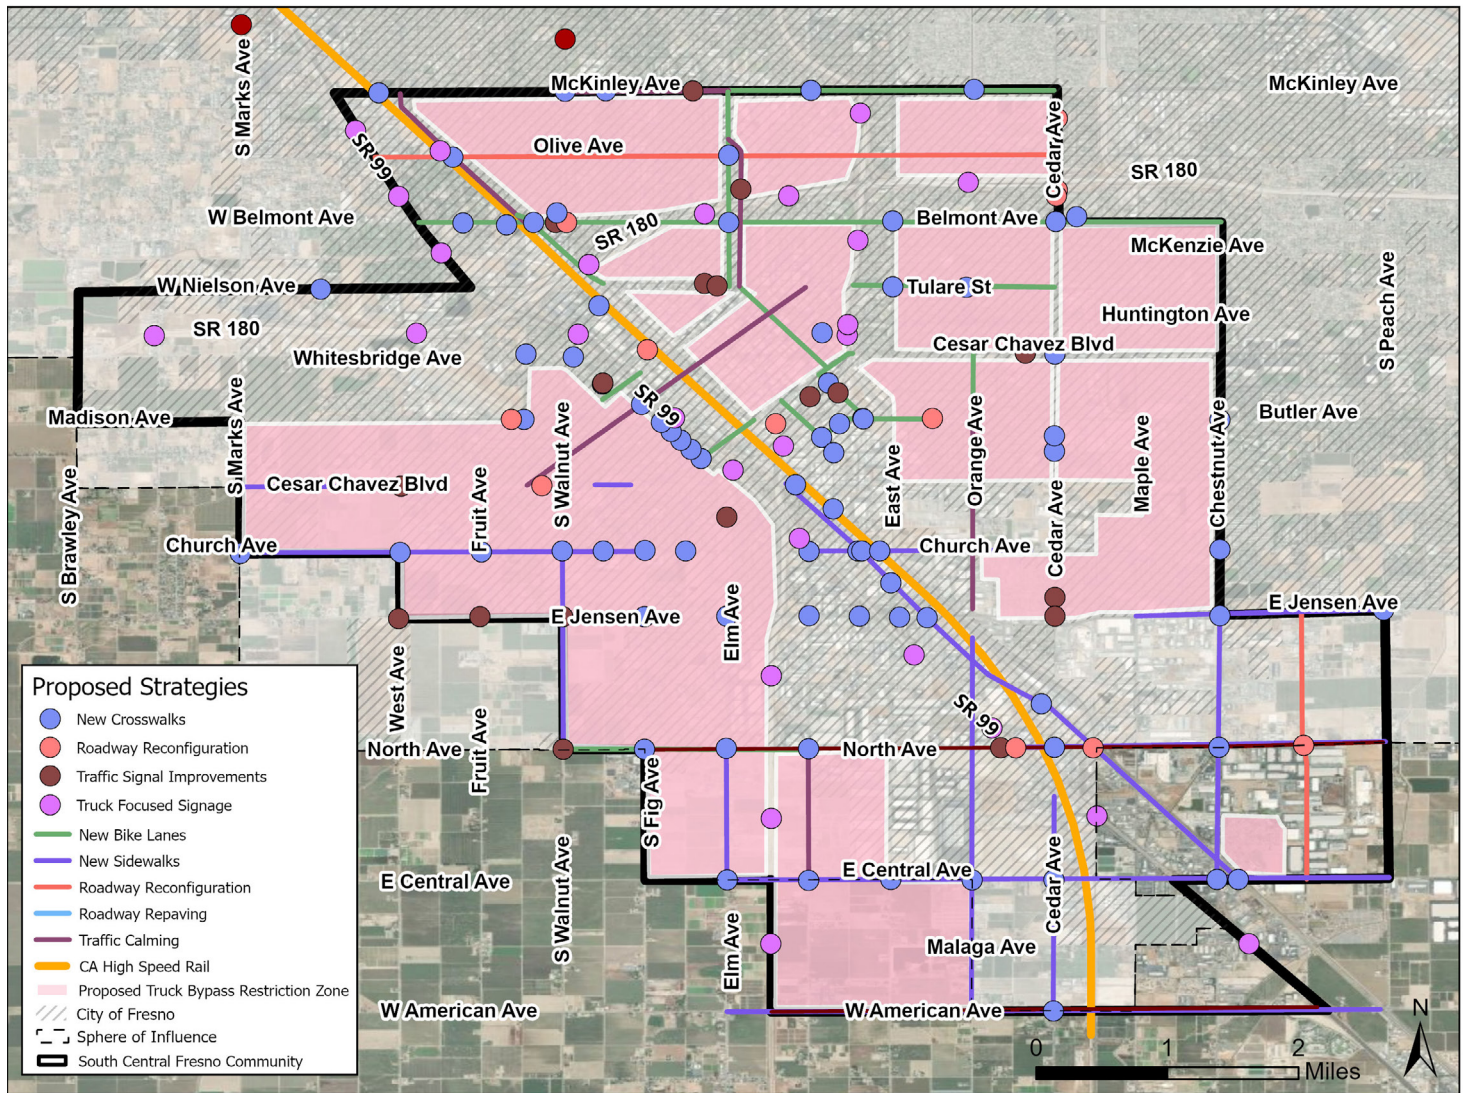 McKinley Ave
McKinley Ave
S Marks Ave
Olive Ave
Cedar Ave
SR 99
SR 180
W Belmont Ave
Belmont Ave
SR 180
McKenzie Ave
W Nielson Ave
Tulare St
S Peach Ave
Huntington Ave
SR 180
Whitesbridge Ave
Cesar Chavez Blvd
SR 99
Madison Ave
S Marks Ave
S Walnut Ave
Orange Ave
Maple Ave
Chestnut Ave
Butler Ave
Cesar Chavez Blvd
Fruit Ave
East Ave
Cedar Ave
S Brawley Ave
Church Ave
Church Ave
E Jensen Ave
Elm Ave
E Jensen Ave
West Ave
SR 99
North Ave
North Ave
Fruit Ave
S Fig Ave
E Central Ave
E Central Ave
S Walnut Ave
Elm Ave
Cedar Ave
Malaga Ave
W American Ave
W American Ave
Proposed Strategies
New Crosswalks
Roadway Reconfiguration
Traffic Signal Improvements
Truck Focused Signage
New Bike Lanes
New Sidewalks
Roadway Reconfiguration
Roadway Repaving
Traffic Calming
CA High Speed Rail
Proposed Truck Bypass Restriction Zone
City of Fresno
Sphere of Influence
South Central Fresno Community
N
0 1 2
Miles